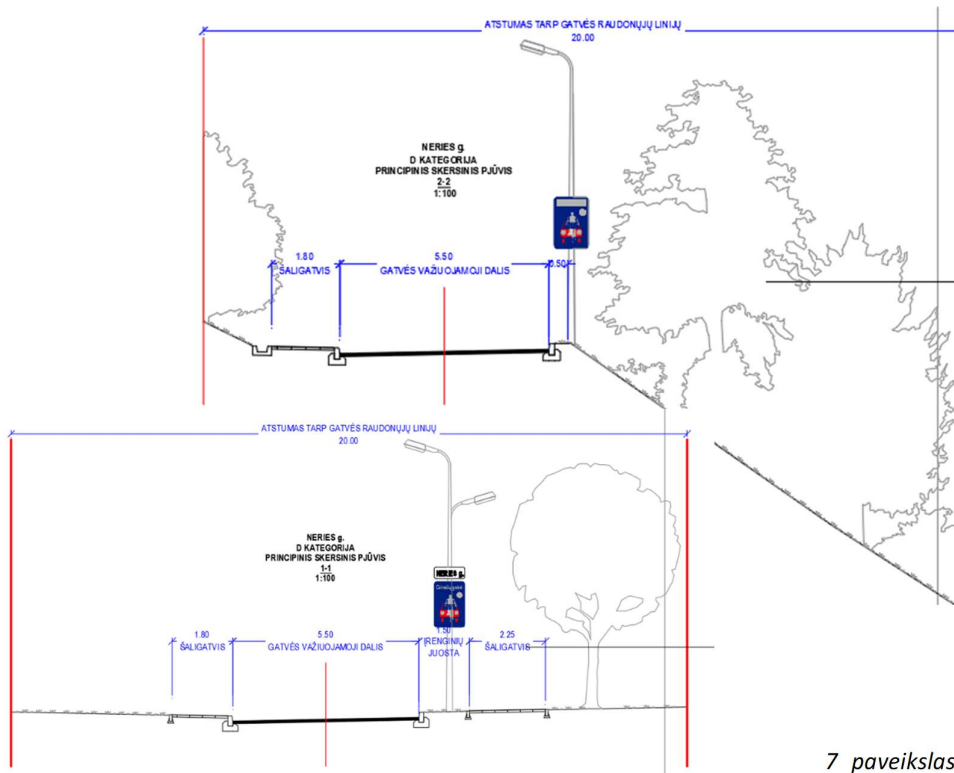 ATSTUMAS TARP GATVĖS RAUDONŲJŲ LINIJŲ
20.00
NERIES g.
D KATEGORIJA
PRINCIPINIS SKERSINIS PJŪVIS
2-2
1:100
1.80
ŠALIGATVIS
5.50
GATVĖS VAŽIUOJAMOJI DALIS
0.50
ATSTUMAS TARP GATVĖS RAUDONŲJŲ LINIJŲ
20.00
NERIES g.
D KATEGORIJA
PRINCIPINIS SKERSINIS PJŪVIS
1-1
1:100
NERIES g.
1.80
ŠALIGATVIS
5.50
GATVĖS VAŽIUOJAMOJI DALIS
1.50
ĮRENGINIŲ
JUOSTA
2.25
ŠALIGATVIS
7 paveikslas